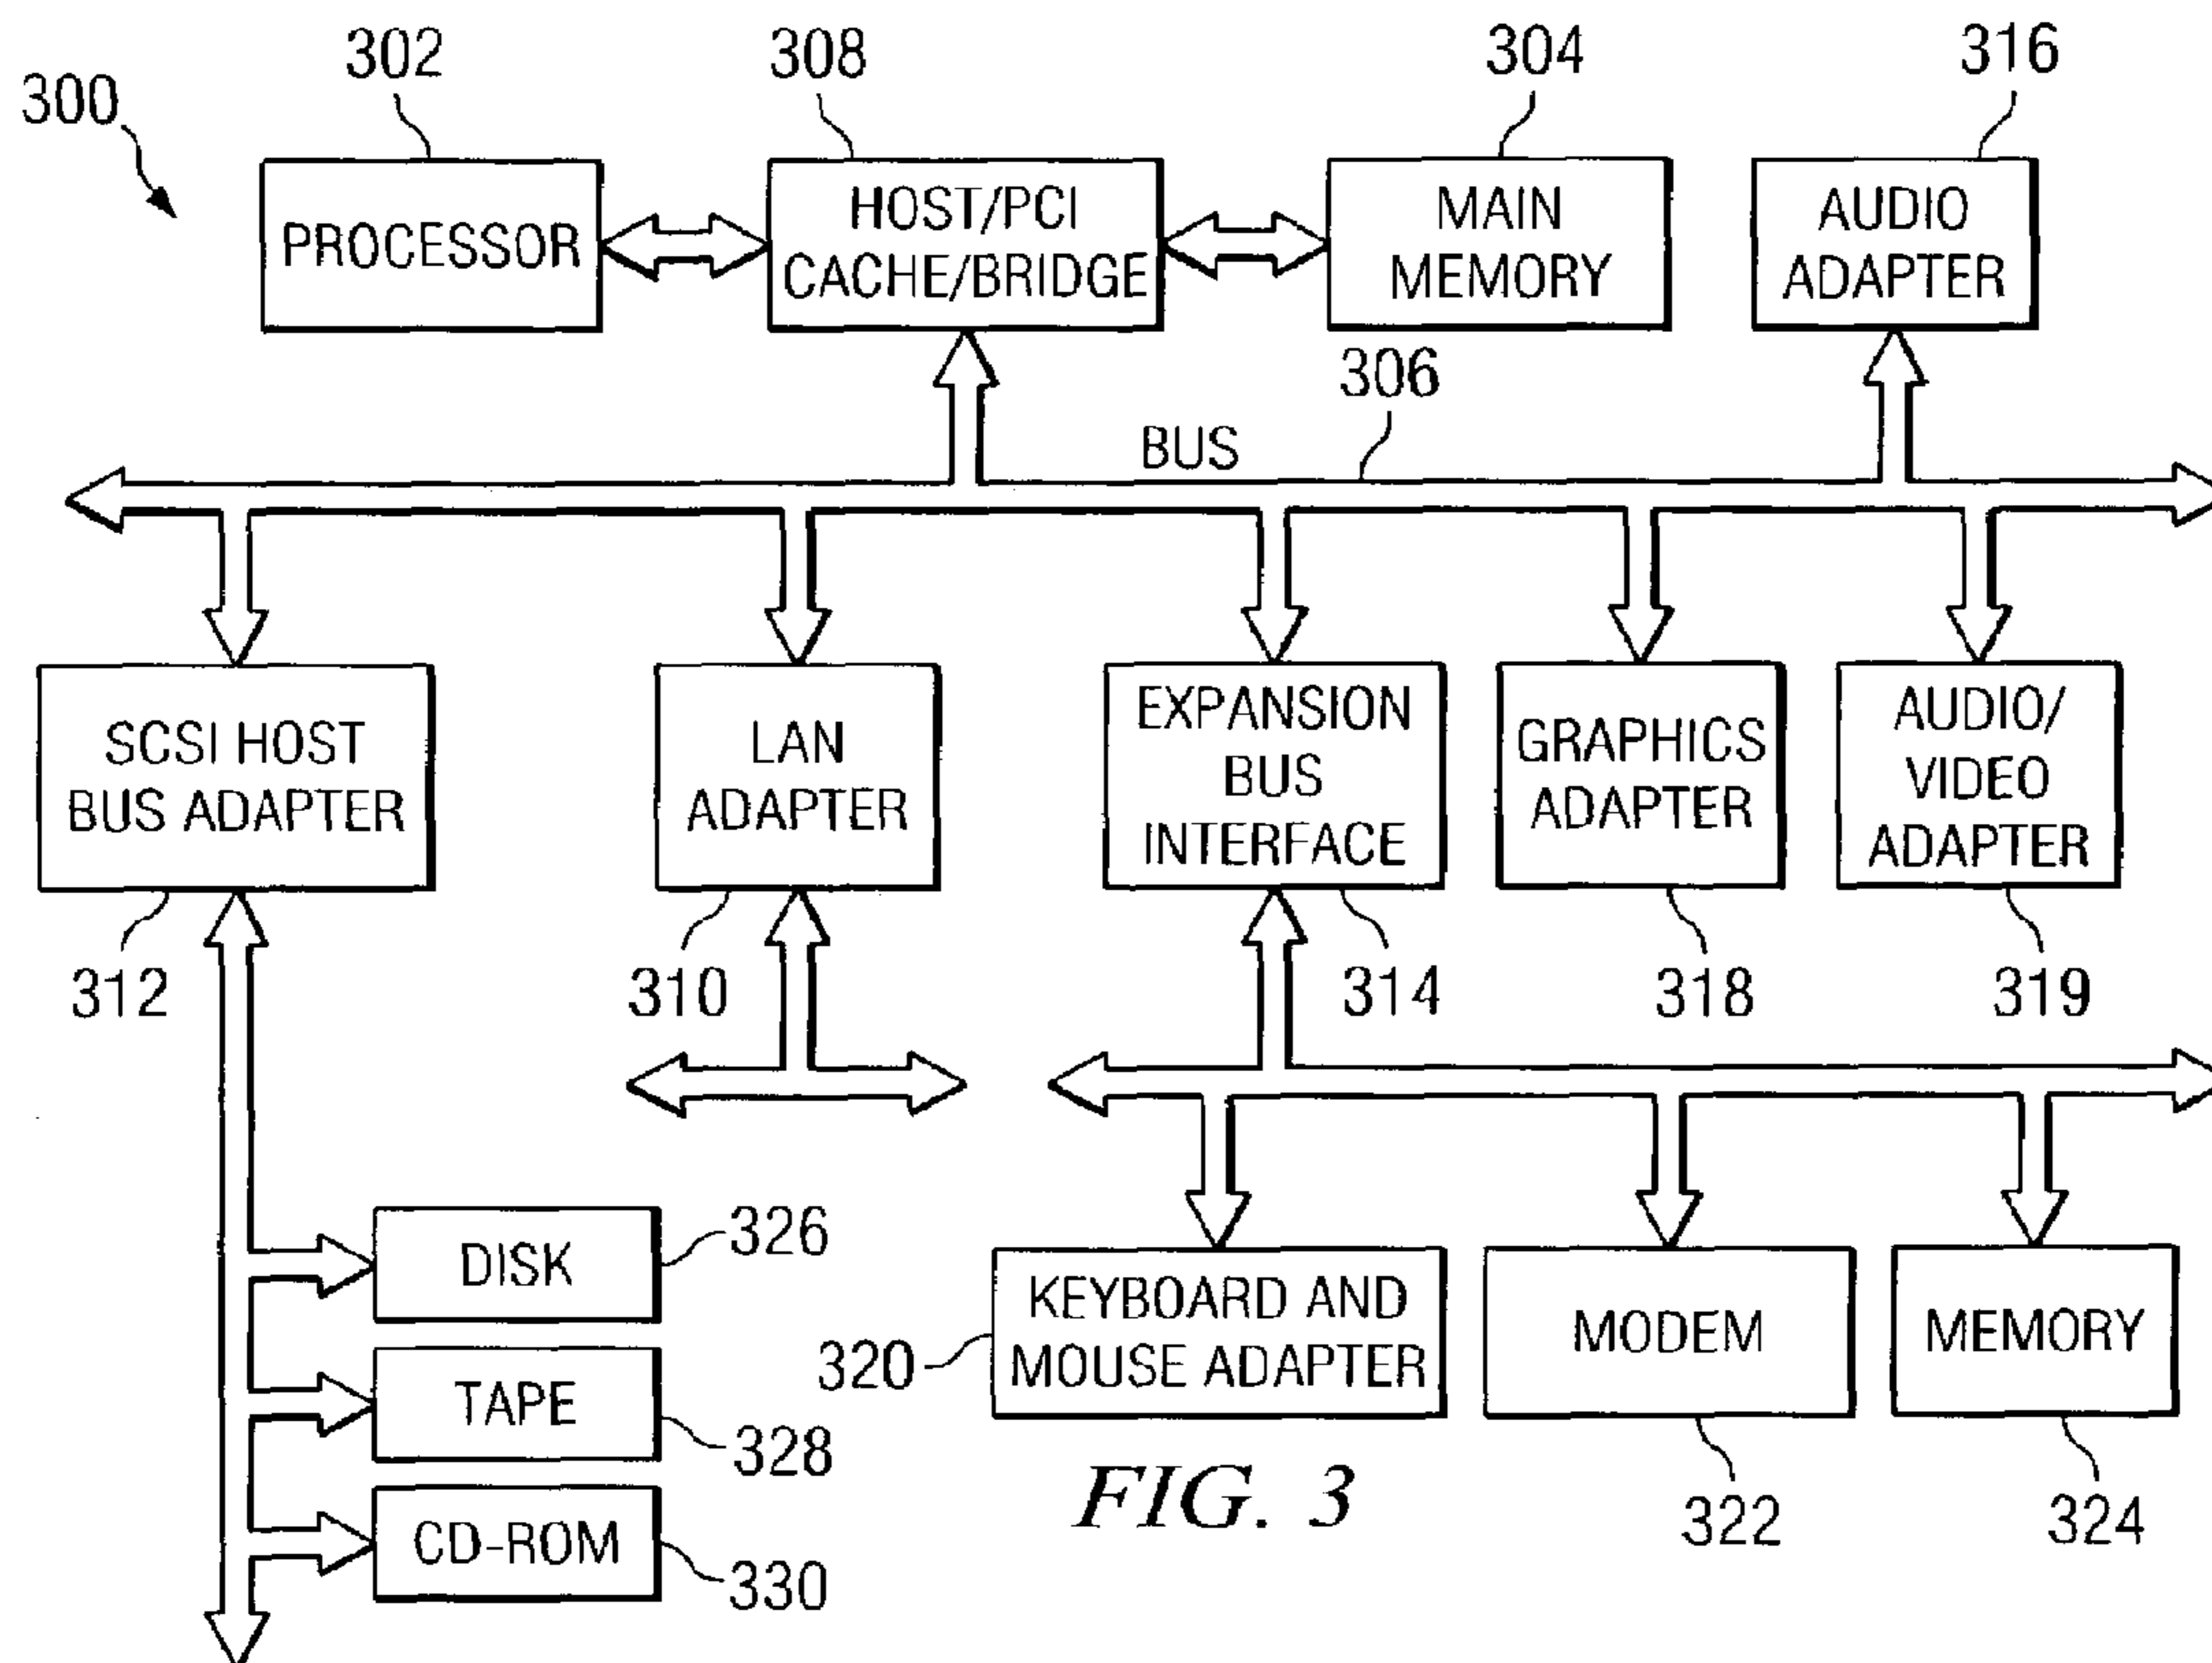 302
308
304
316
300
PROCESSOR
HOST/PCI
CACHE/BRIDGE
MAIN
MEMORY
AUDIO
ADAPTER
306
BUS
SCSI HOST
BUS ADAPTER
LAN
ADAPTER
EXPANSION
BUS
INTERFACE
GRAPHICS
ADAPTER
AUDIO/
VIDEO
ADAPTER
312
310
314
318
319
DISK
326
TAPE
328
CD-ROM
330
320
KEYBOARD AND
MOUSE ADAPTER
MODEM
MEMORY
322
324
FIG. 3